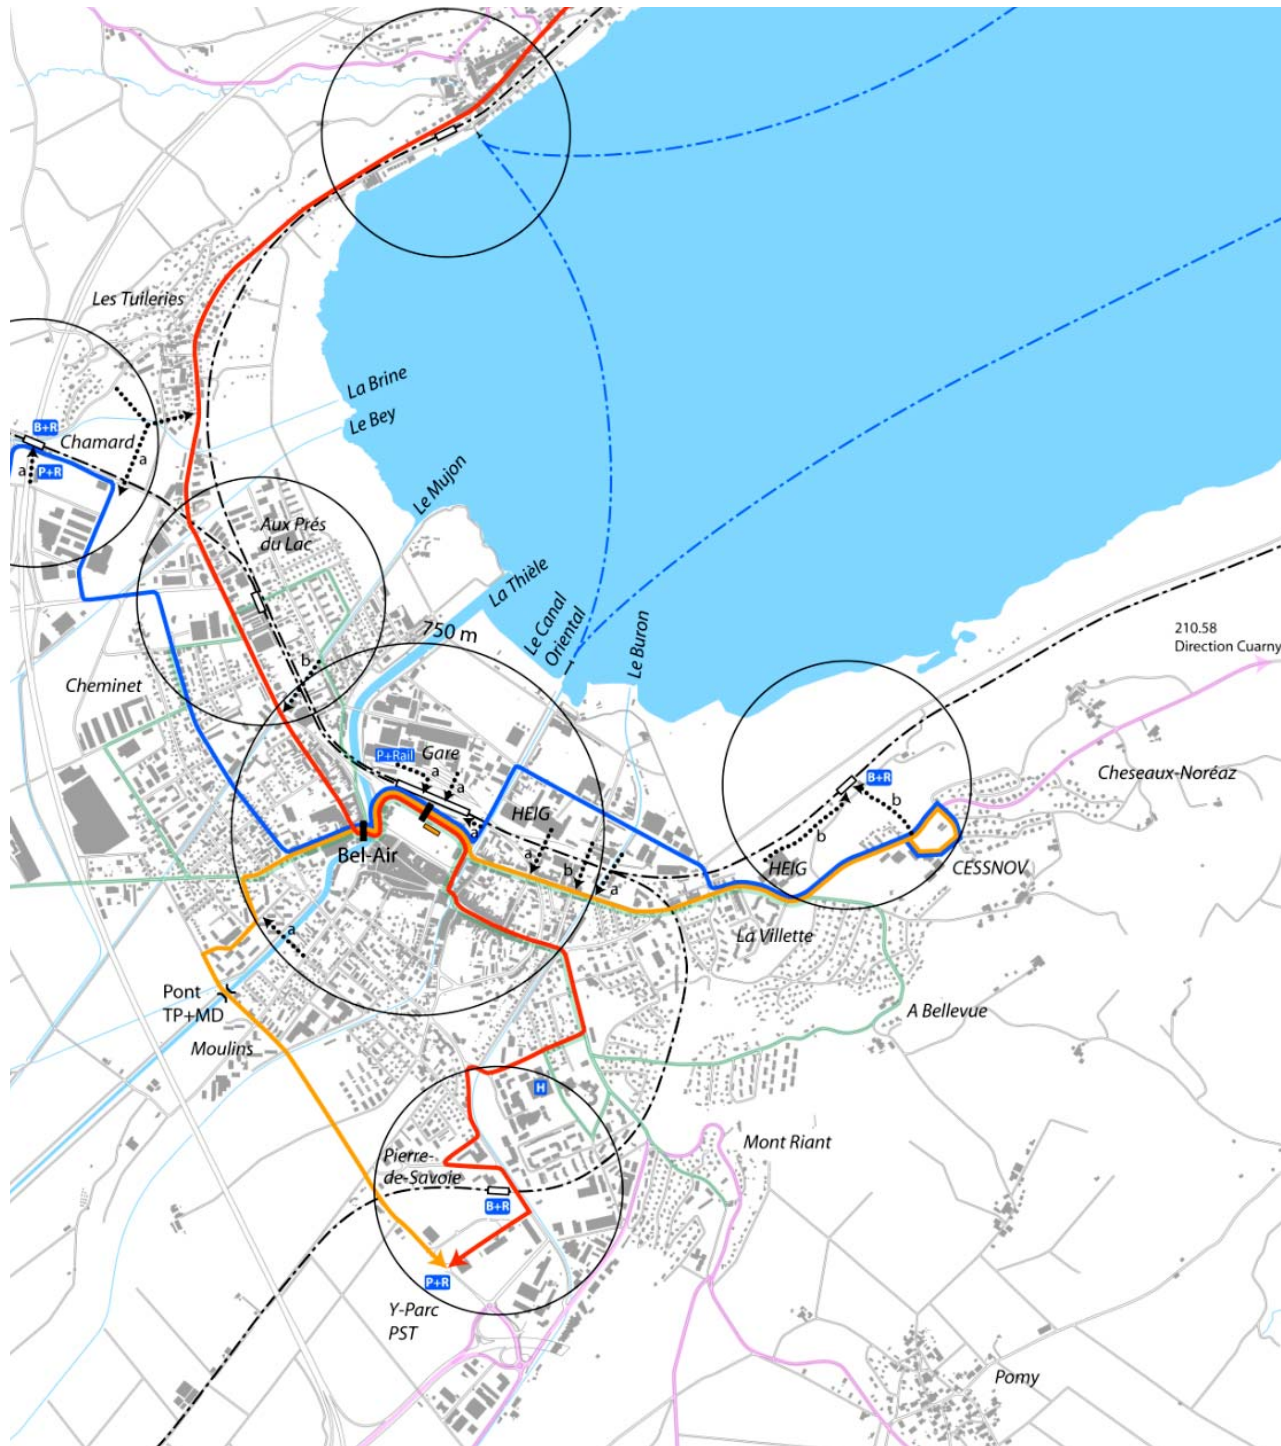 Les Tuileries
La Brine
Le Bey
B+R
Chamard
a
a
P+R
Le Mujon
Aux Prés
du Lac
La Thièle
750 m
Le Canal
Oriental
Le Buron
210.58
Direction Cuarny
b
Cheminet
P+Rail
Gare
a
a
B+R
Cheseaux-Noréaz
HEIG
a
b
b
Bel-Air
a
b
a
HEIG
CESSNOV
La Villette
a
Pont
TP+MD
Moulins
A Bellevue
H
Mont Riant
Pierre-
de-Savoie
B+R
P+R
Y-Parc
PST
Pomy